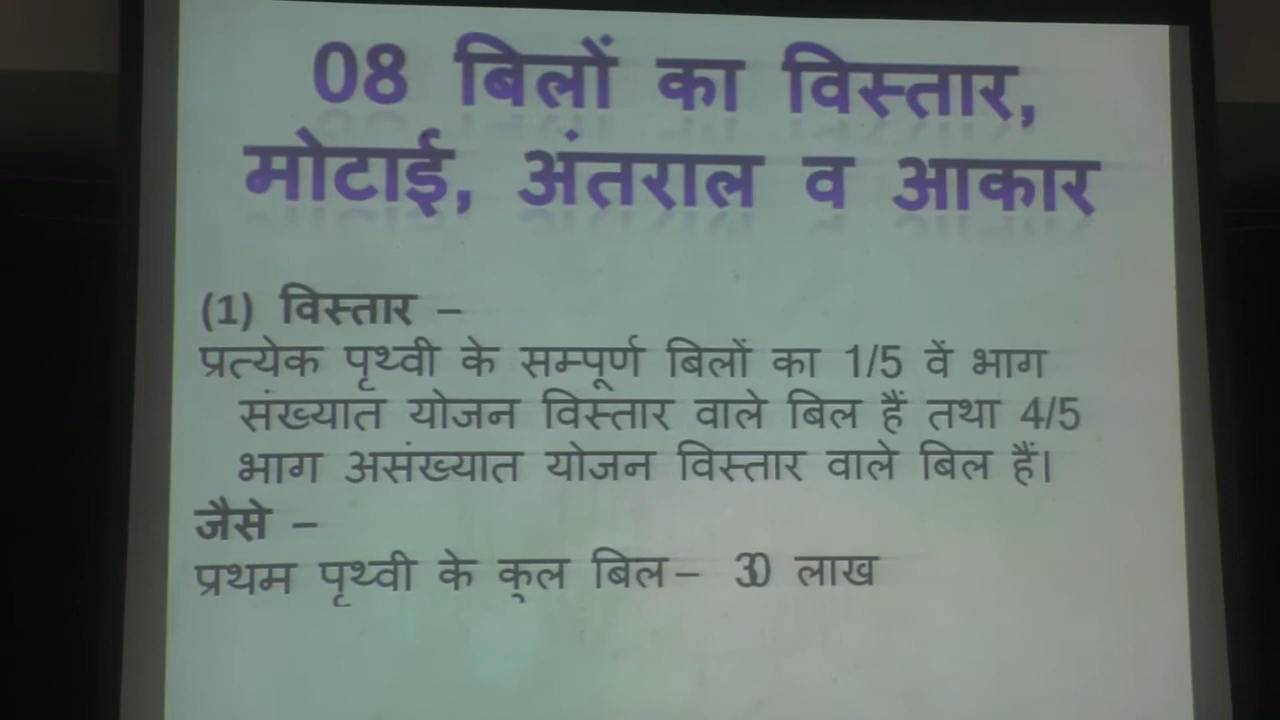 08 बिलों का विस्तार,
मोटाई, अंतराल व आकार
(1) विस्तार –
प्रत्येक पृथ्वी के सम्पूर्ण बिलों का 1/5 वें भाग
संख्यात योजन विस्तार वाले बिल हैं तथा 4/5
भाग असंख्यात योजन विस्तार वाले बिल हैं।
जैसे –
प्रथम पृथ्वी के कुल बिल– 30 लाख